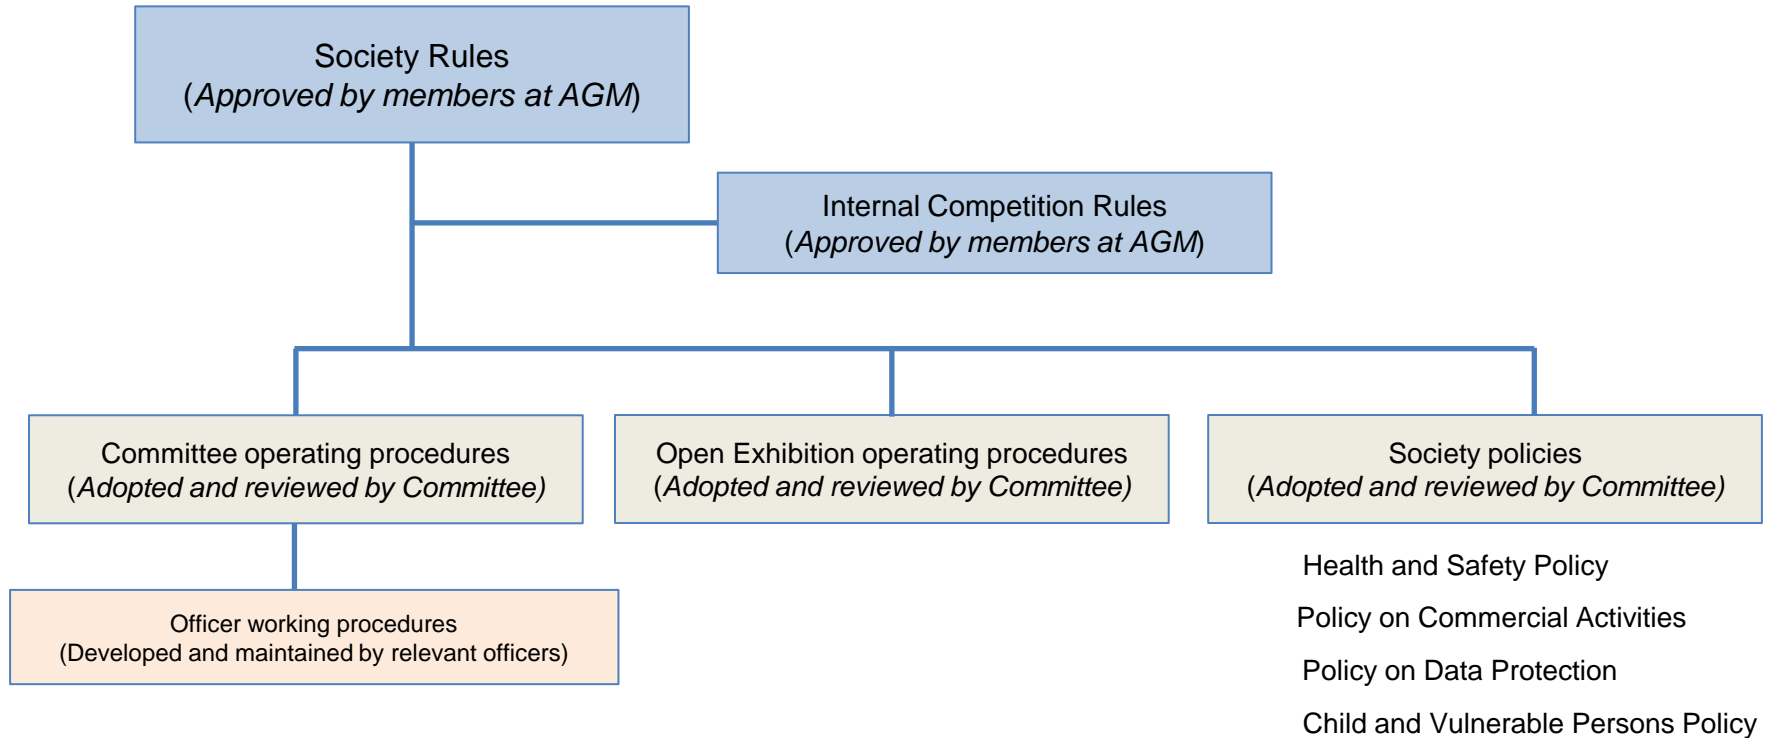 Society Rules
(Approved by members at AGM)
Internal Competition Rules
(Approved by members at AGM)
Committee operating procedures
(Adopted and reviewed by Committee)
Open Exhibition operating procedures
(Adopted and reviewed by Committee)
Society policies
(Adopted and reviewed by Committee)
Health and Safety Policy
Policy on Commercial Activities
Policy on Data Protection
Child and Vulnerable Persons Policy
Officer working procedures
(Developed and maintained by relevant officers)